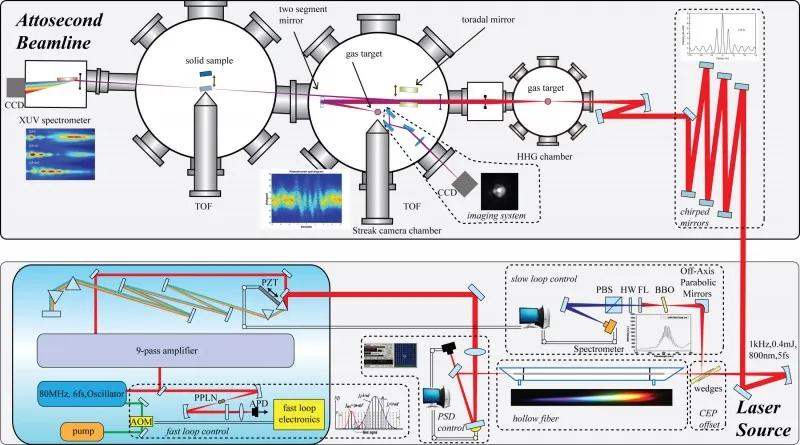 Attosecond
Beamline
two segment
mirror
toradal mirror
solid sample
gas target
gas target
CCD
XUV spectrometer
HHG chamber
CCD
imaging system
chirped
mirrors
TOF
TOF
Streak camera chamber
PZT
slow loop control
PBS
HW
FL
BBO
Off-Axis
Parabolic
Mirrors
Spectrometer
9-pass amplifier
1kHz,0.4mJ,
800nm,5fs
80MHz, 6fs,Oscillator
PPLN
APD
AOM
pump
fast loop control
fast loop
electronics
PSD
control
hollow fiber
wedges
CEP
offset
Laser
Source